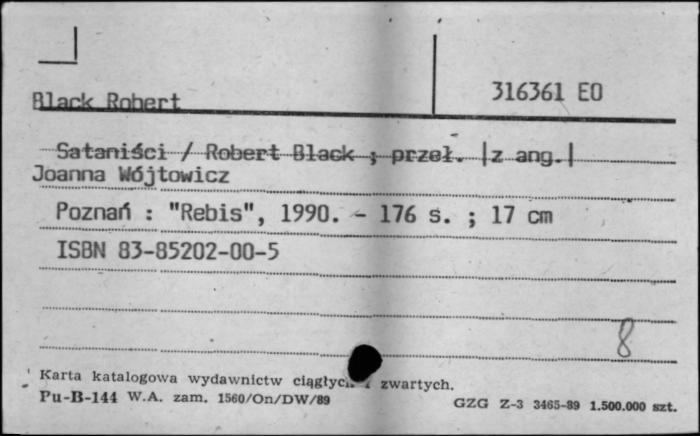 316361 EO
Black Robert
Sataniści / Robert Black ; przeł. |z ang.|
Joanna Wójtowicz
Poznań : "Rebis", 1990. - 176 s. ; 17 cm
ISBN 83-85202-00-5
8
Karta katalogowa wydawnictw zwartych.
Pu-B-144 W.A. zam. 1560/On/DW/89
GZG Z-3 3465-89 1.500.000 szt.